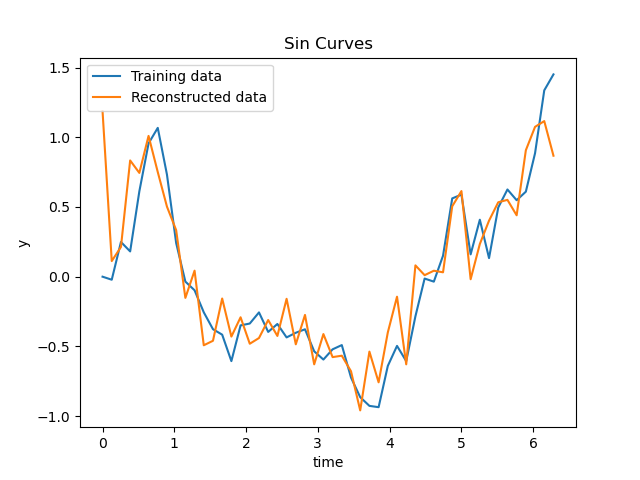 Sin Curves
Training data
Reconstructed data
1.5
1.0
0.5
0.0
−0.5
−1.0
y
0 1 2 3 4 5 6
time